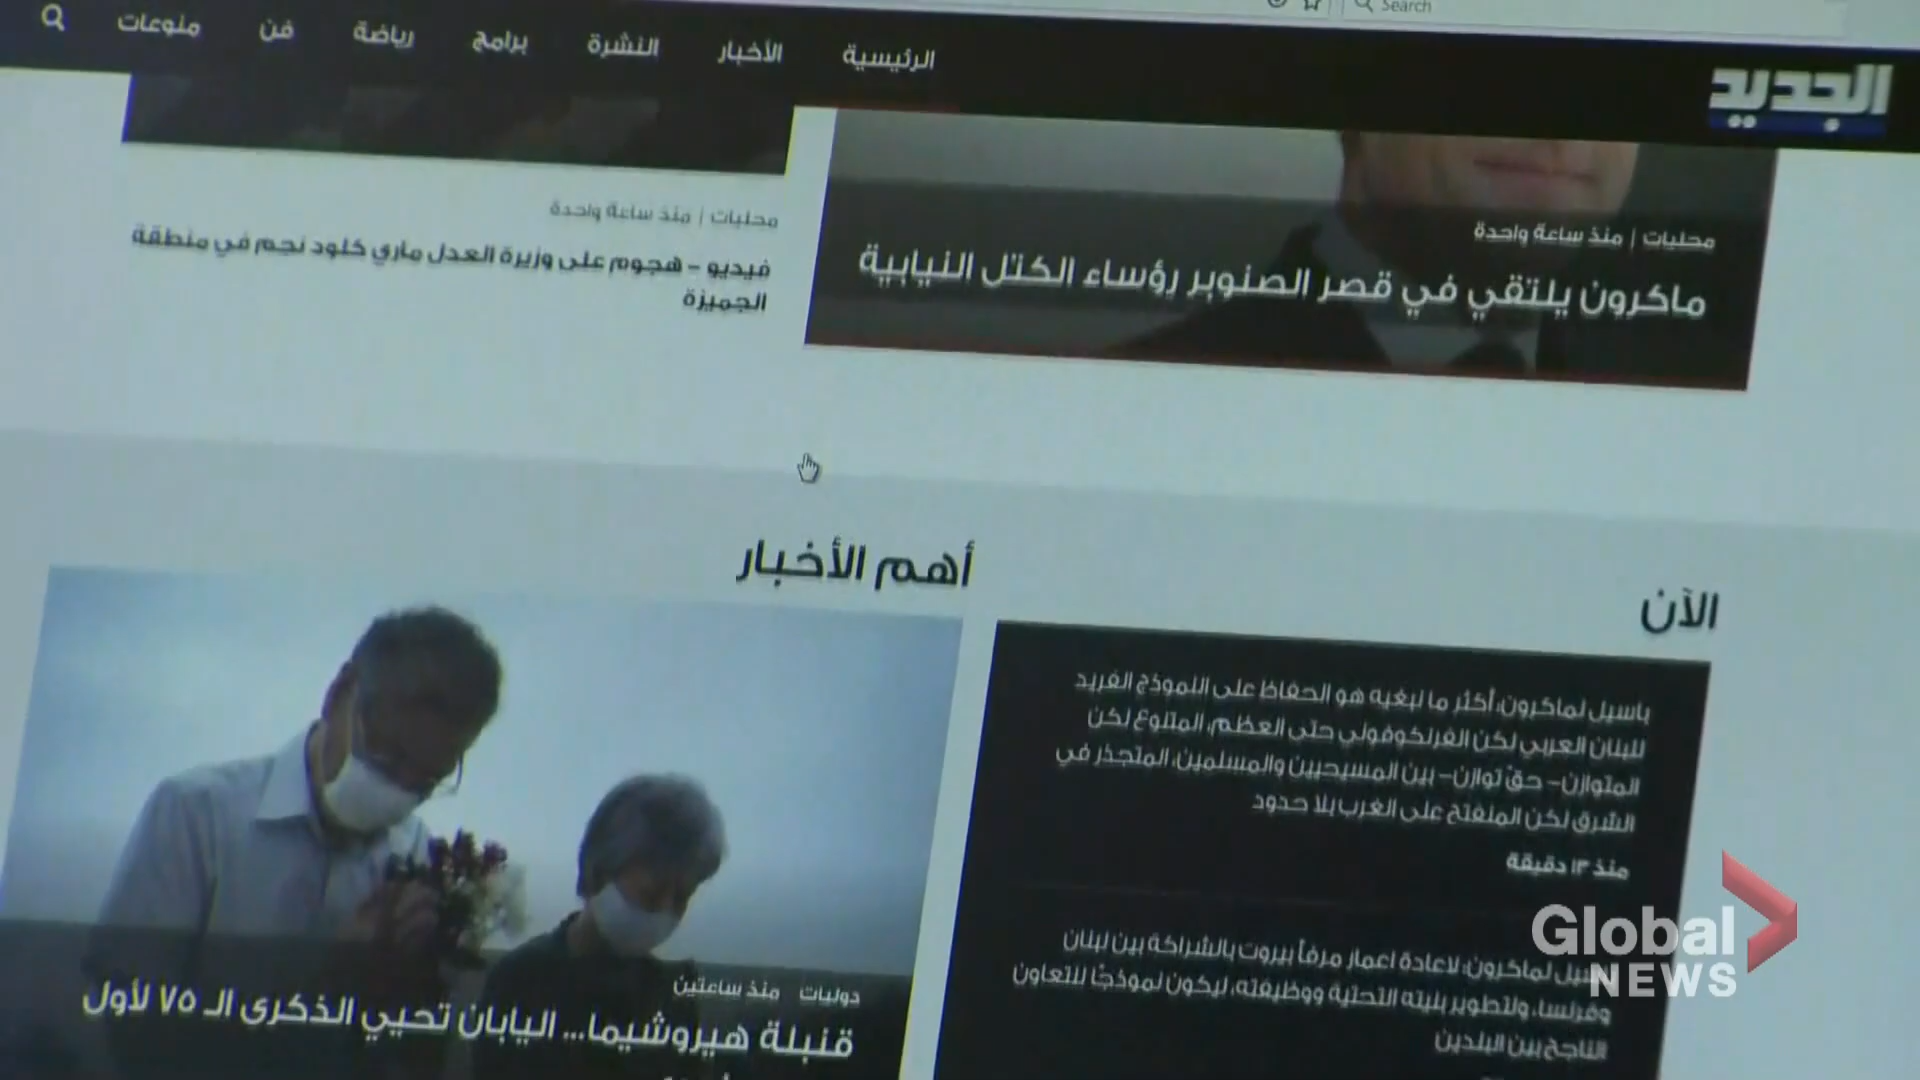 Search
الجديد
الرئيسية الأخبار النشرة برامج رياضة فن منوعات
محليات | منذ ساعة واحدة
ماكرون يلتقي في قصر الصنوبر رؤساء الكتل النيابية
محليات | منذ ساعة واحدة
فيديو - هجوم على وزيرة العدل ماري كلود نجم في منطقة
الجميزة
الآن
باسيل لماكرون: أكثر ما نبغيه هو الحفاظ على النموذج الفريد
للبنان العربي لكن الفرنكوفوني حتى العظم، المتنوع لكن
المتوازن- حق توازن- بين المسيحيين والمسلمين، المتجذر في
الشرق لكن المنفتح على الغرب بلا حدود
منذ ١٣ دقيقة
لماكرون: لاعادة اعمار مرفأ بيروت بالشراكة بين لبنان
وفرنسا، ولتطوير بنيته التحتية ووظيفته، ليكون نموذجًا للتعاون
الناجح بين البلدين
أهم الأخبار
دوليات منذ ساعتين
قنبلة هيروشيما... اليابان تحيي الذكرى الـ ٧٥ لأول
Global
NEWS